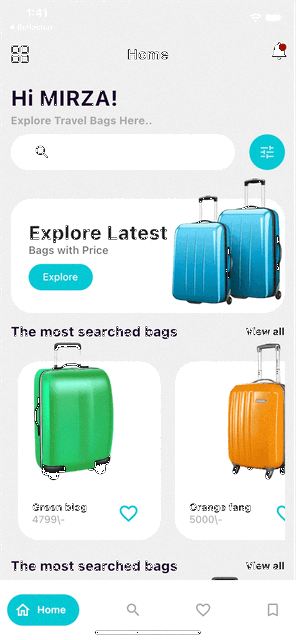 1:41
Home
Hi MIRZA!
Explore Travel Bags Here..
Explore Latest
Bags with Price
Explore
The most searched bags
View all
Green blog
4799\-
Orange fang
5000\-
The most searched bags
View all
Home